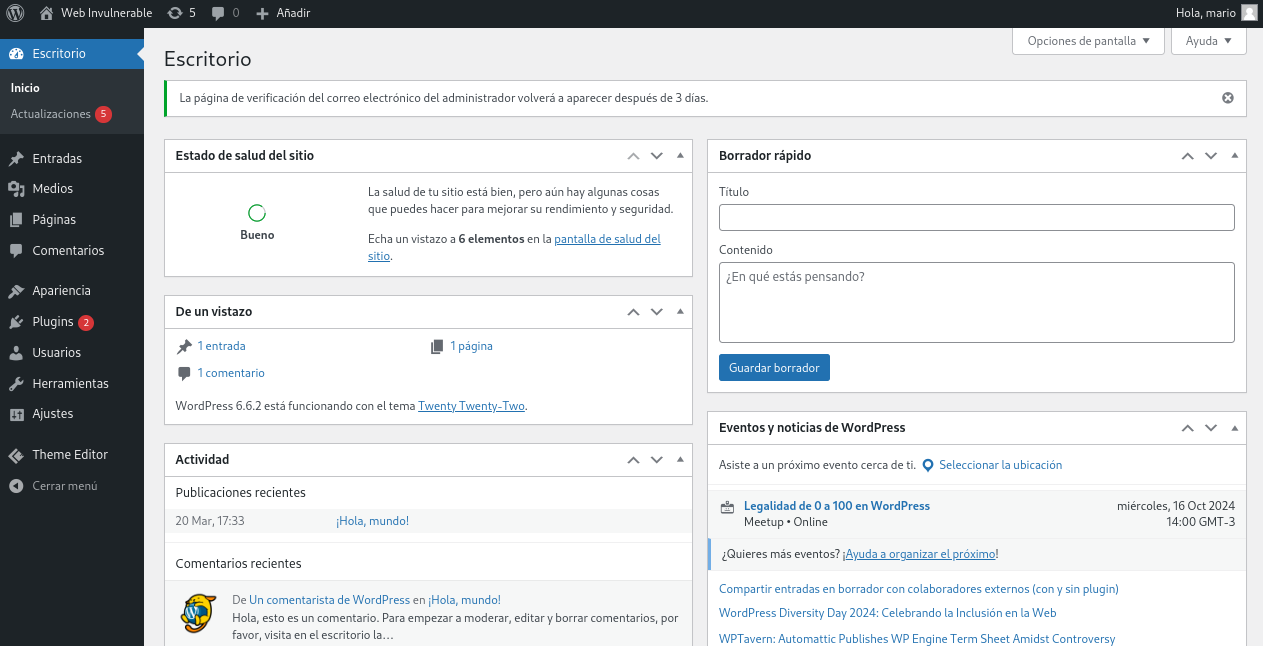 Web Invulnerable 5 0 Añadir Hola, mario
Escritorio
Inicio
Actualizaciones 5
Entradas
Medios
Páginas
Comentarios
Apariencia
Plugins 2
Usuarios
Herramientas
Ajustes
Theme Editor
Cerrar menú
Opciones de pantalla Ayuda
Escritorio
La página de verificación del correo electrónico del administrador volverá a aparecer después de 3 días.
Estado de salud del sitio
Bueno
La salud de tu sitio está bien, pero aún hay algunas cosas
que puedes hacer para mejorar su rendimiento y seguridad.
Echa un vistazo a 6 elementos en la pantalla de salud del
sitio.
De un vistazo
1 entrada 1 página
1 comentario
WordPress 6.6.2 está funcionando con el tema Twenty Twenty-Two.
Actividad
Publicaciones recientes
20 Mar, 17:33 ¡Hola, mundo!
Comentarios recientes
De Un comentarista de WordPress en ¡Hola, mundo!
Hola, esto es un comentario. Para empezar a moderar, editar y borrar comentarios, por
favor, visita en el escritorio la…
Borrador rápido
Título
Contenido
¿En qué estás pensando?
Guardar borrador
Eventos y noticias de WordPress
Asiste a un próximo evento cerca de ti. Seleccionar la ubicación
Legalidad de 0 a 100 en WordPress miércoles, 16 Oct 2024
Meetup • Online 14:00 GMT-3
¿Quieres más eventos? ¡Ayuda a organizar el próximo!
Compartir entradas en borrador con colaboradores externos (con y sin plugin)
WordPress Diversity Day 2024: Celebrando la Inclusión en la Web
WPTavern: Automattic Publishes WP Engine Term Sheet Amidst Controversy